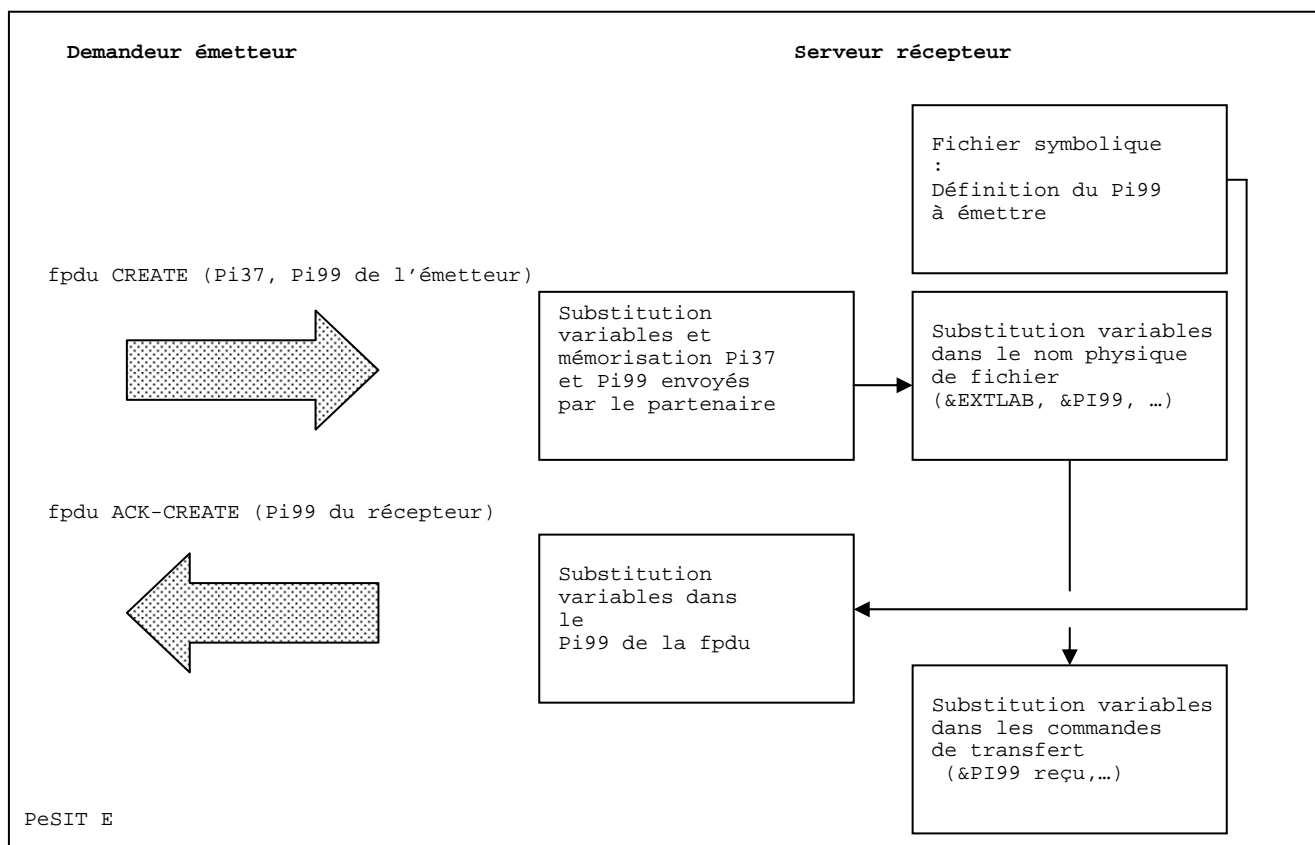 Demandeur émetteur
Serveur récepteur
Fichier symbolique
:
Définition du Pi99
à émettre
fpdu CREATE (Pi37, Pi99 de l'émetteur)
Substitution
variables et
mémorisation Pi37
et Pi99 envoyés
par le partenaire
Substitution variables
dans le nom physique
de fichier
(&EXTLAB, &PI99, …)
fpdu ACK-CREATE (Pi99 du récepteur)
Substitution
variables dans
le
Pi99 de la fpdu
Substitution variables
dans les commandes
de transfert
(&PI99 reçu,…)
PeSIT E